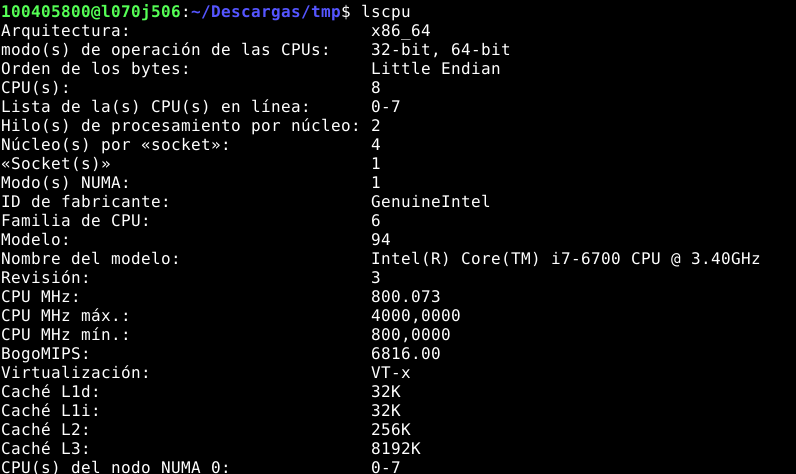 100405800@l070j506:~/Descargas/tmp$ lscpu
Arquitectura: x86_64
modo(s) de operación de las CPUs: 32-bit, 64-bit
Orden de los bytes: Little Endian
CPU(s): 8
Lista de la(s) CPU(s) en línea: 0-7
Hilo(s) de procesamiento por núcleo: 2
Núcleo(s) por «socket»: 4
«Socket(s)» 1
Modo(s) NUMA: 1
ID de fabricante: GenuineIntel
Familia de CPU: 6
Modelo: 94
Nombre del modelo: Intel(R) Core(TM) i7-6700 CPU @ 3.40GHz
Revisión: 3
CPU MHz: 800.073
CPU MHz máx.: 4000,0000
CPU MHz mín.: 800,0000
BogoMIPS: 6816.00
Virtualización: VT-x
Caché L1d: 32K
Caché L1i: 32K
Caché L2: 256K
Caché L3: 8192K
CPU(s) del nodo NUMA 0: 0-7